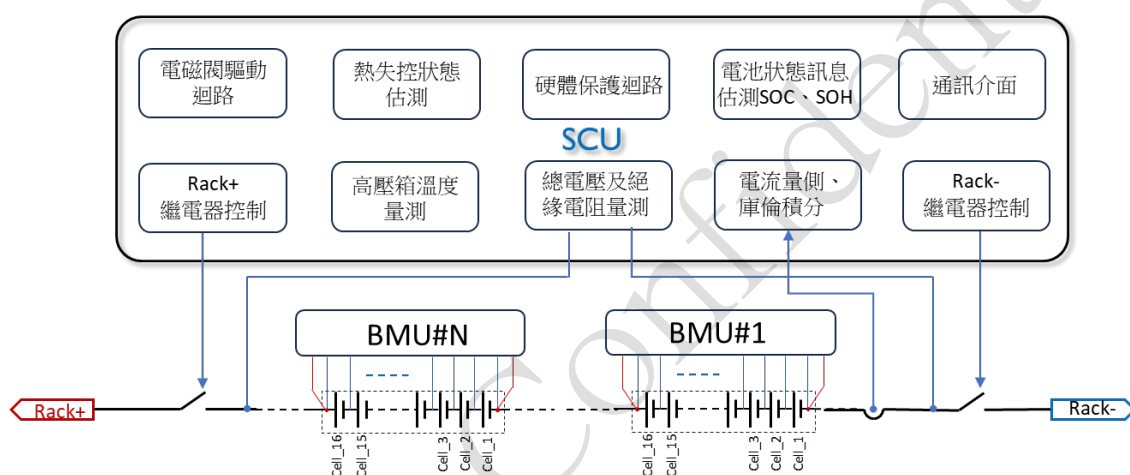 電磁閥驅動
迴路
熱失控狀態
估測
硬體保護迴路
電池狀態訊息
估測SOC、SOH
通訊介面
SCU
Rack+
繼電器控制
高壓箱溫度
量測
總電壓及絕
緣電阻量測
電流量側、
庫倫積分
Rack-
繼電器控制
BMU#N
BMU#1
Rack+
Rack-
Cell_16
Cell_15
Cell_3
Cell_2
Cell_1
Cell_16
Cell_15
Cell_3
Cell_2
Cell_1
Confident